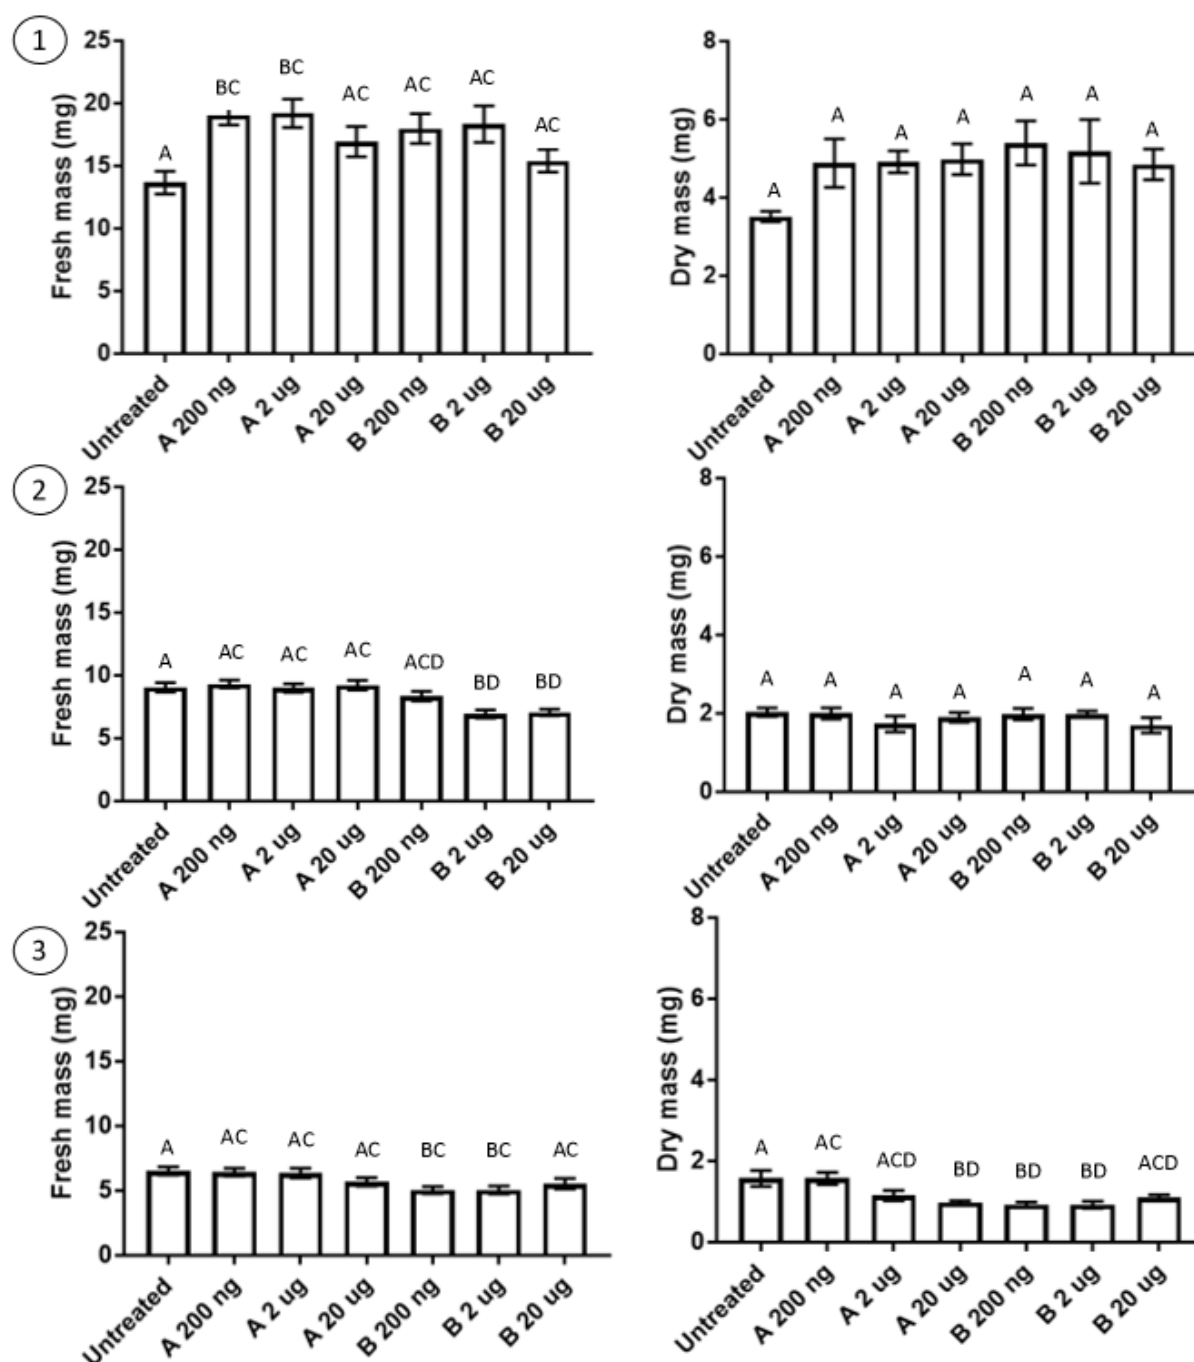 1
Fresh mass (mg)
25
20
15
10
5
0
A
BC
BC
AC
AC
AC
AC
Untreated
A 200 ng
A 2 ug
A 20 ug
B 200 ng
B 2 ug
B 20 ug
Dry mass (mg)
8
6
4
2
0
A
A
A
A
A
A
A
Untreated
A 200 ng
A 2 ug
A 20 ug
B 200 ng
B 2 ug
B 20 ug
2
Fresh mass (mg)
25
20
15
10
5
0
A
AC
AC
AC
ACD
BD
BD
Untreated
A 200 ng
A 2 ug
A 20 ug
B 200 ng
B 2 ug
B 20 ug
Dry mass (mg)
8
6
4
2
0
A
A
A
A
A
A
A
Untreated
A 200 ng
A 2 ug
A 20 ug
B 200 ng
B 2 ug
B 20 ug
3
Fresh mass (mg)
25
20
15
10
5
0
A
AC
AC
AC
BC
BC
AC
Untreated
A 200 ng
A 2 ug
A 20 ug
B 200 ng
B 2 ug
B 20 ug
Dry mass (mg)
8
6
4
2
0
A
AC
ACD
BD
BD
BD
ACD
Untreated
A 200 ng
A 2 ug
A 20 ug
B 200 ng
B 2 ug
B 20 ug